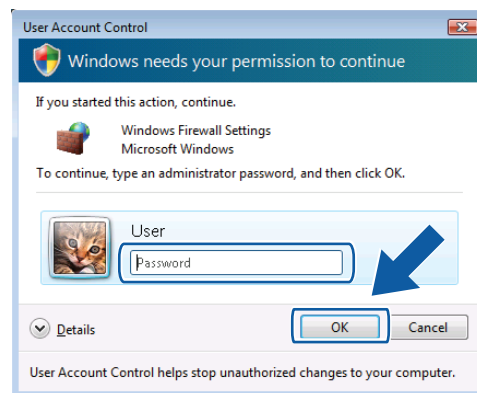 User Account Control
Windows needs your permission to continue
If you started this action, continue.
Windows Firewall Settings
Microsoft Windows
To continue, type an administrator password, and then click OK.
User
Password
Details
OK
Cancel
User Account Control helps stop unauthorized changes to your computer.